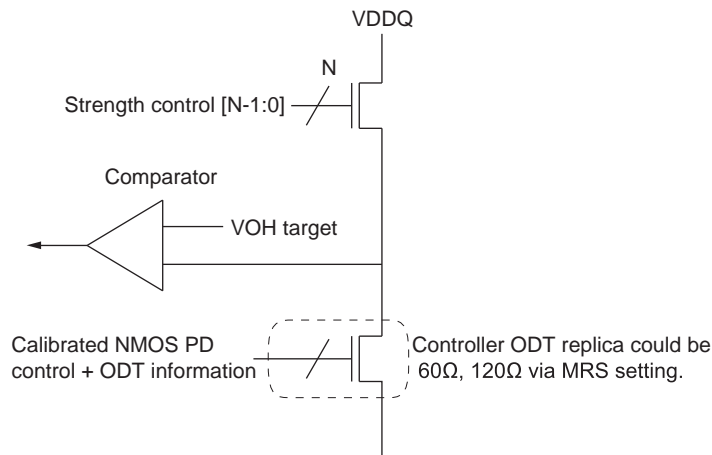 VDDQ
N
Strength control [N-1:0]
Comparator
VOH target
Calibrated NMOS PD
control + ODT information
Controller ODT replica could be
60Ω, 120Ω via MRS setting.